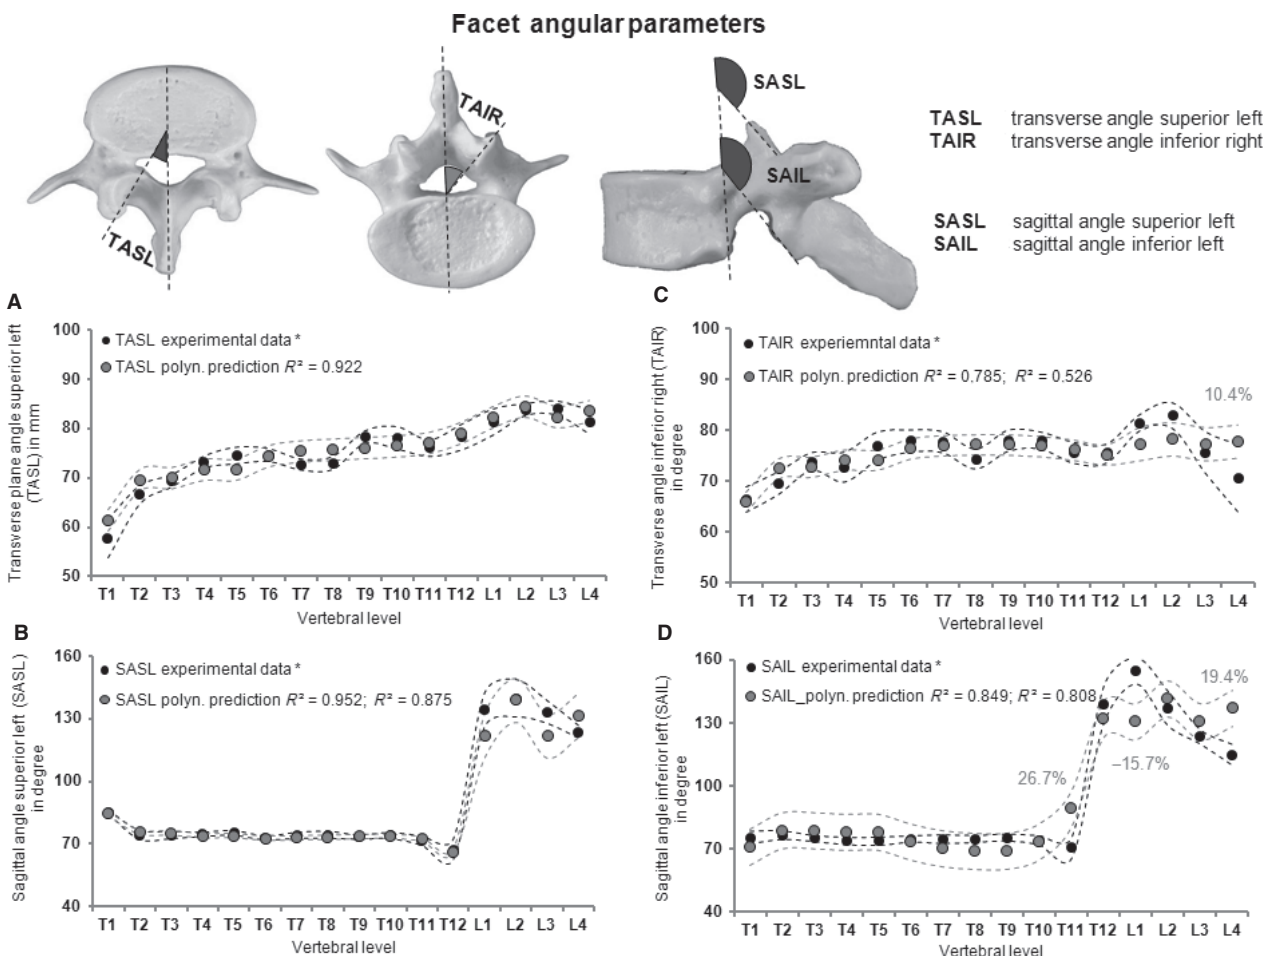 Facet angular parameters
TASL
TAIR
SASL
SAIL
TASL transverse angle superior left
TAIR transverse angle inferior right
SASL sagittal angle superior left
SAIL sagittal angle inferior left
A
Transverse plane angle superior left
(TASL) in mm
100
90
80
70
60
50
TASL experimental data *
TASL polyn. prediction R² = 0.922
T1 T2 T3 T4 T5 T6 T7 T8 T9 T10 T11 T12 L1 L2 L3 L4
Vertebral level
C
Transverse angle inferior right (TAIR)
in degree
100
90
80
70
60
50
TAIR experiemntal data *
TAIR polyn. prediction R² = 0.785; R² = 0.526
10.4%
T1 T2 T3 T4 T5 T6 T7 T8 T9 T10 T11 T12 L1 L2 L3 L4
Vertebral level
B
Sagittal angle superior left (SASL)
in degree
160
130
100
70
40
SASL experimental data *
SASL polyn. prediction R² = 0.952; R² = 0.875
T1 T2 T3 T4 T5 T6 T7 T8 T9 T10 T11 T12 L1 L2 L3 L4
Vertebral level
D
Sagittal angle inferior left (SAIL)
in degree
160
130
100
70
40
SAIL experimental data *
SAIL_polyn. prediction R² = 0.849; R² = 0.808
19.4%
–15.7%
26.7%
T1 T2 T3 T4 T5 T6 T7 T8 T9 T10 T11 T12 L1 L2 L3 L4
Vertebral level